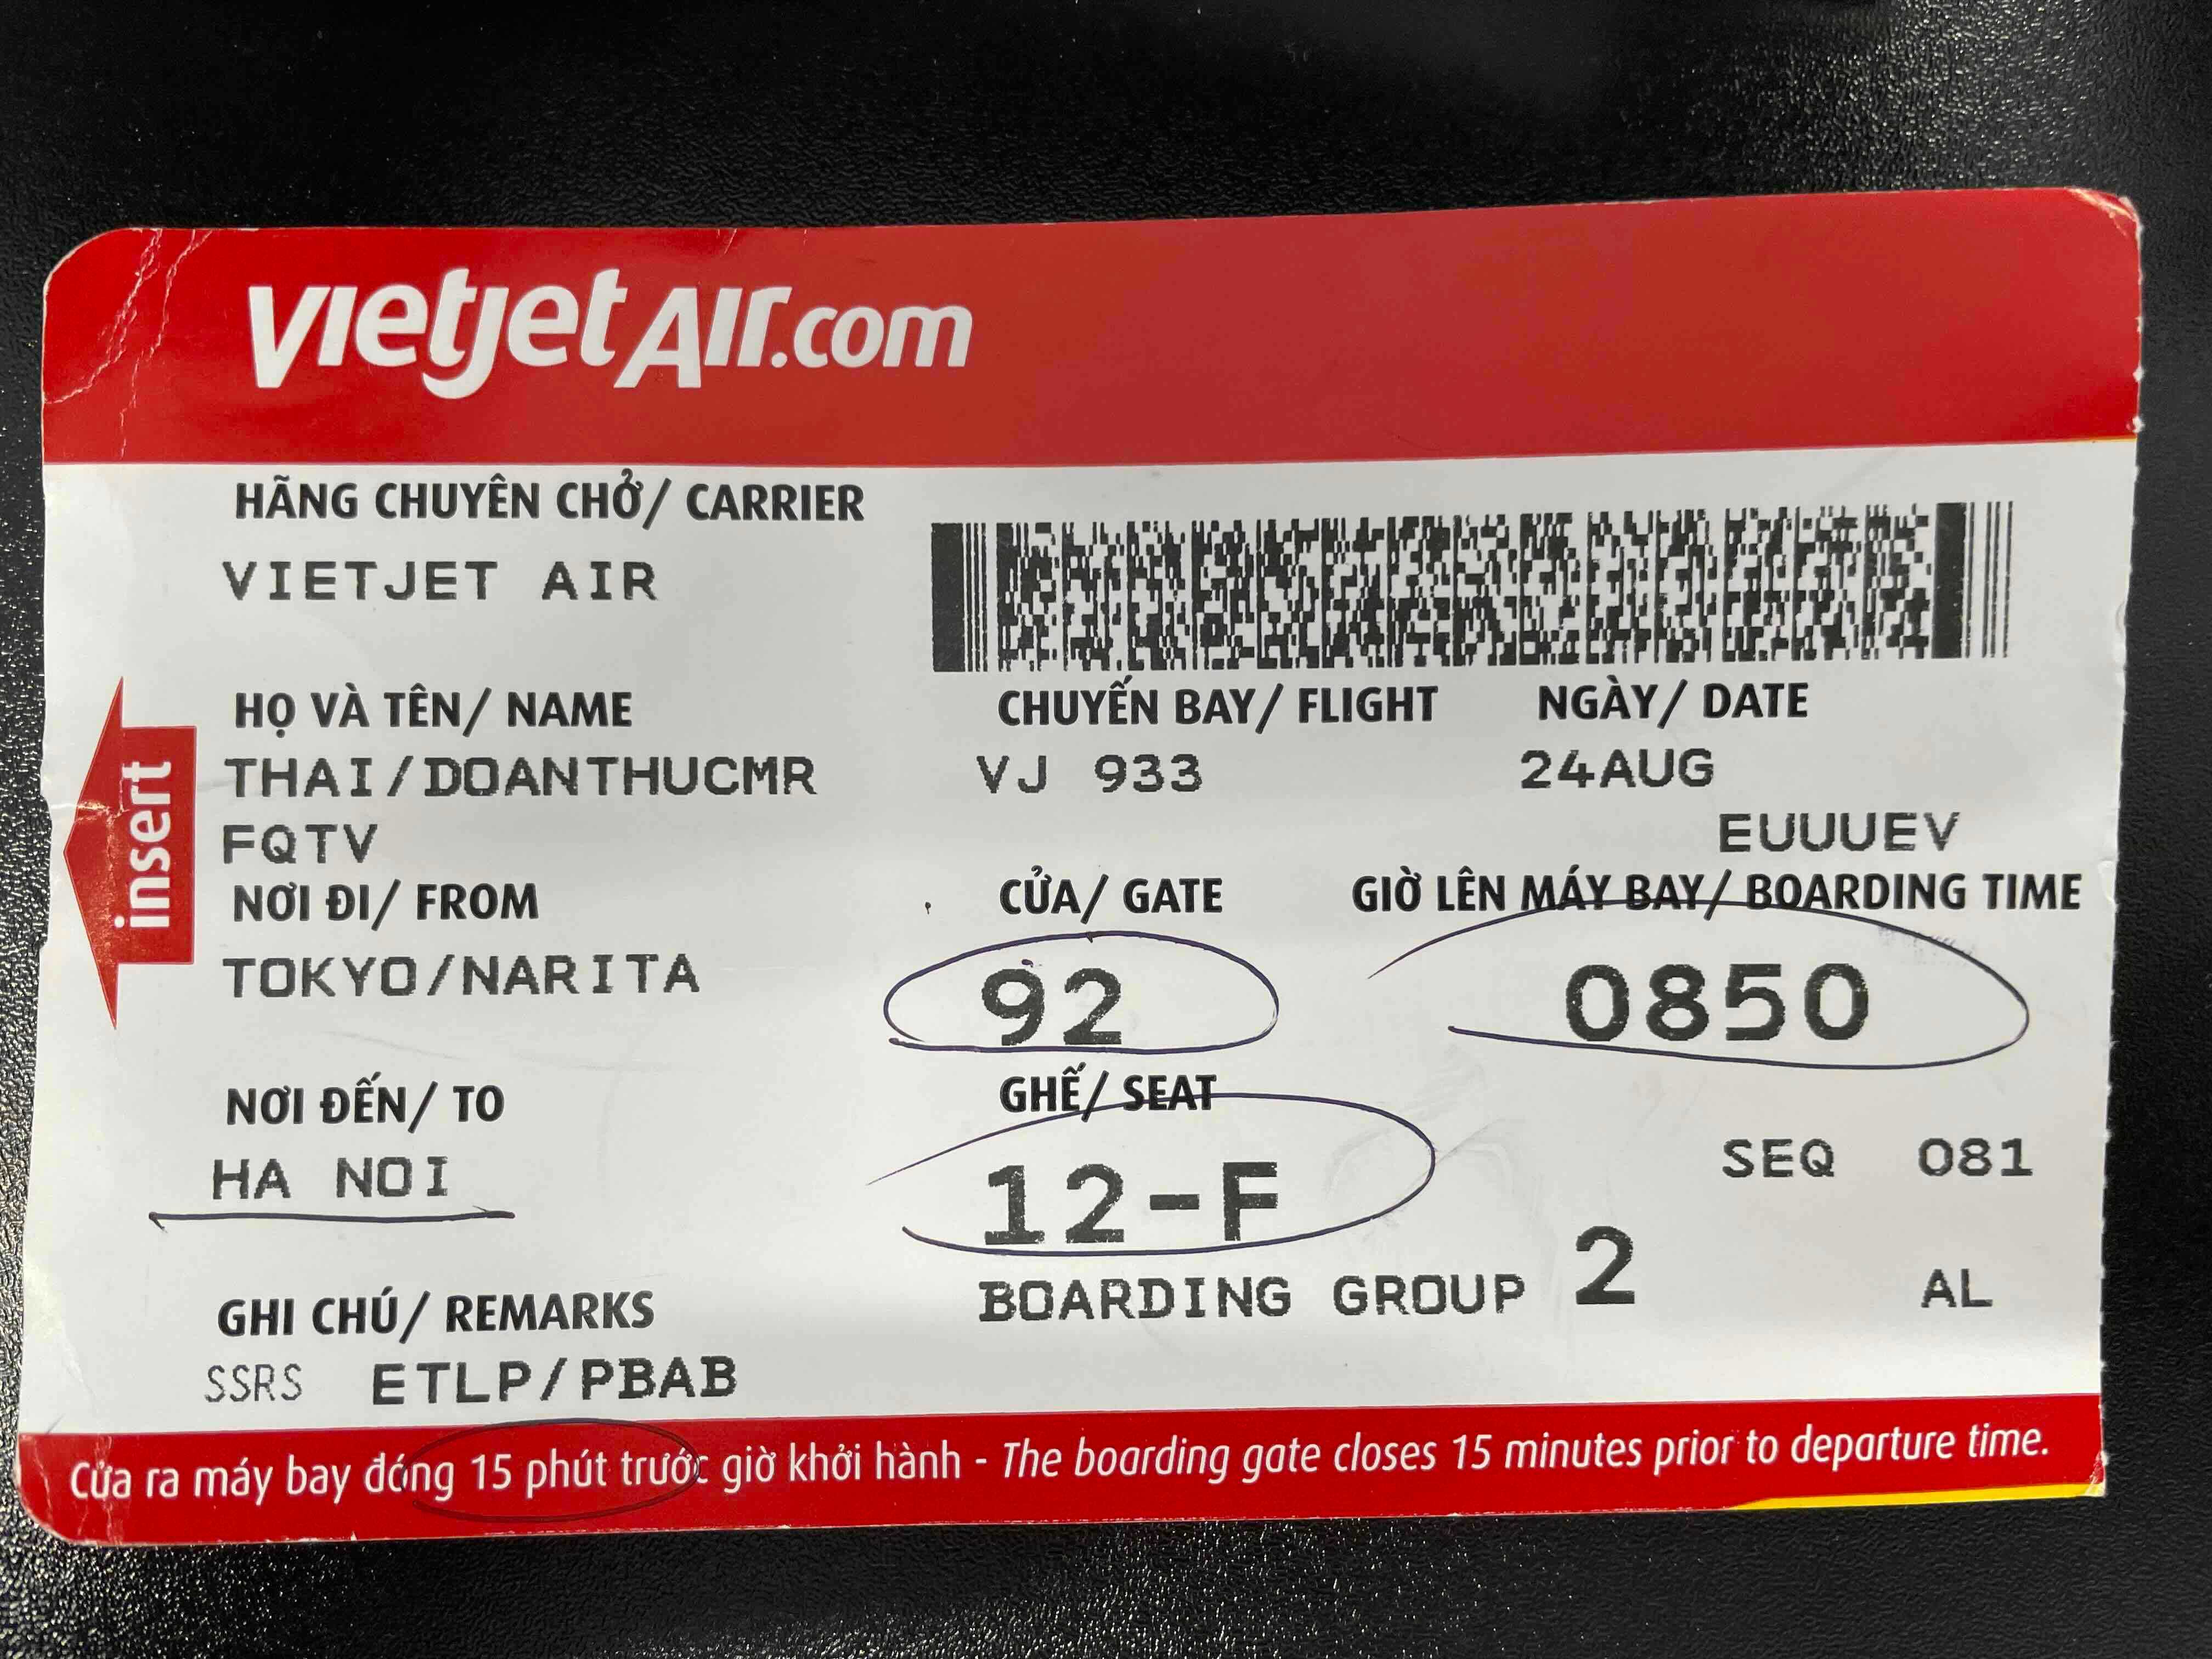 vietjetAir.com
HÃNG CHUYÊN CHỞ/ CARRIER
VIETJET AIR
HỌ VÀ TÊN/ NAME
THAI/DOANTHUCMR
FQTV
CHUYẾN BAY/ FLIGHT
VJ 933
NGÀY/ DATE
24AUG
EUUUEV
NƠI ĐI/ FROM
TOKYO/NARITA
CỬA/ GATE
92
GIỜ LÊN MÁY BAY/ BOARDING TIME
0850
NƠI ĐẾN/ TO
HA NOI
GHẾ/ SEAT
12-F
SEQ 081
BOARDING GROUP 2
AL
GHI CHÚ/ REMARKS
SSRS ETLP/PBAB
Cửa ra máy bay đóng 15 phút trước giờ khởi hành - The boarding gate closes 15 minutes prior to departure time.
insert